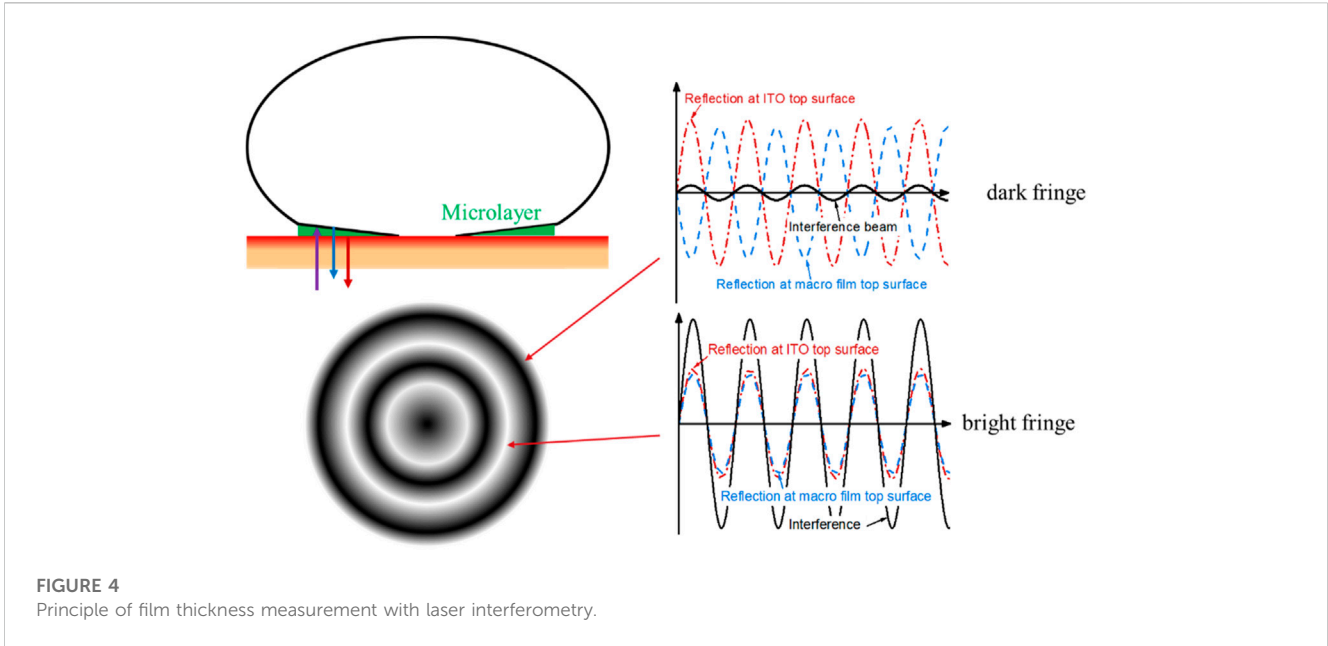 Microlayer
Reflection at ITO top surface
dark fringe
Interference beam
Reflection at macro film top surface
Reflection at ITO top surface
bright fringe
Reflection at macro film top surface
Interference
FIGURE 4
Principle of film thickness measurement with laser interferometry.